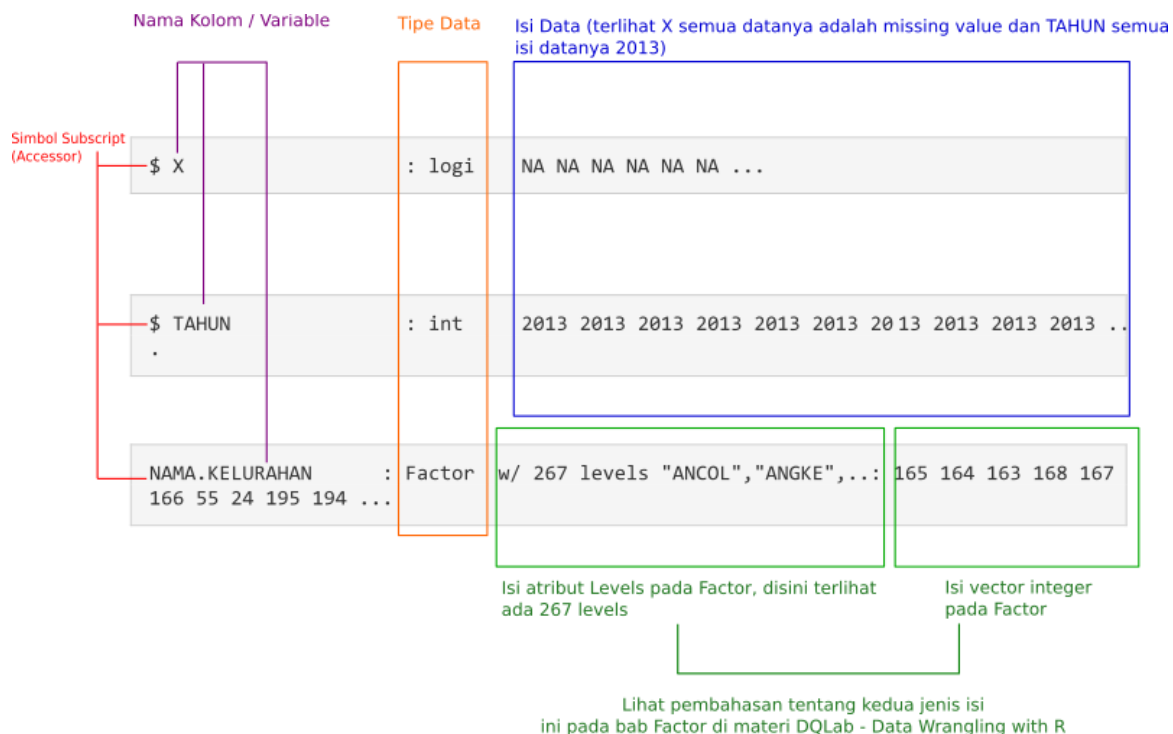 Nama Kolom / Variable
Tipe Data
Isi Data (terlihat X semua datanya adalah missing value dan TAHUN semua
isi datanya 2013)
Simbol Subscript
(Accessor)
$ X : logi NA NA NA NA NA NA ...
$ TAHUN : int 2013 2013 2013 2013 2013 2013 20 13 2013 2013 2013 ..
.
NAMA.KELURAHAN : Factor w/ 267 levels "ANCOL","ANGKE",..: 165 164 163 168 167
166 55 24 195 194 ...
Isi atribut Levels pada Factor, disini terlihat
ada 267 levels
Isi vector integer
pada Factor
Lihat pembahasan tentang kedua jenis isi
ini pada bab Factor di materi DQLab - Data Wrangling with R